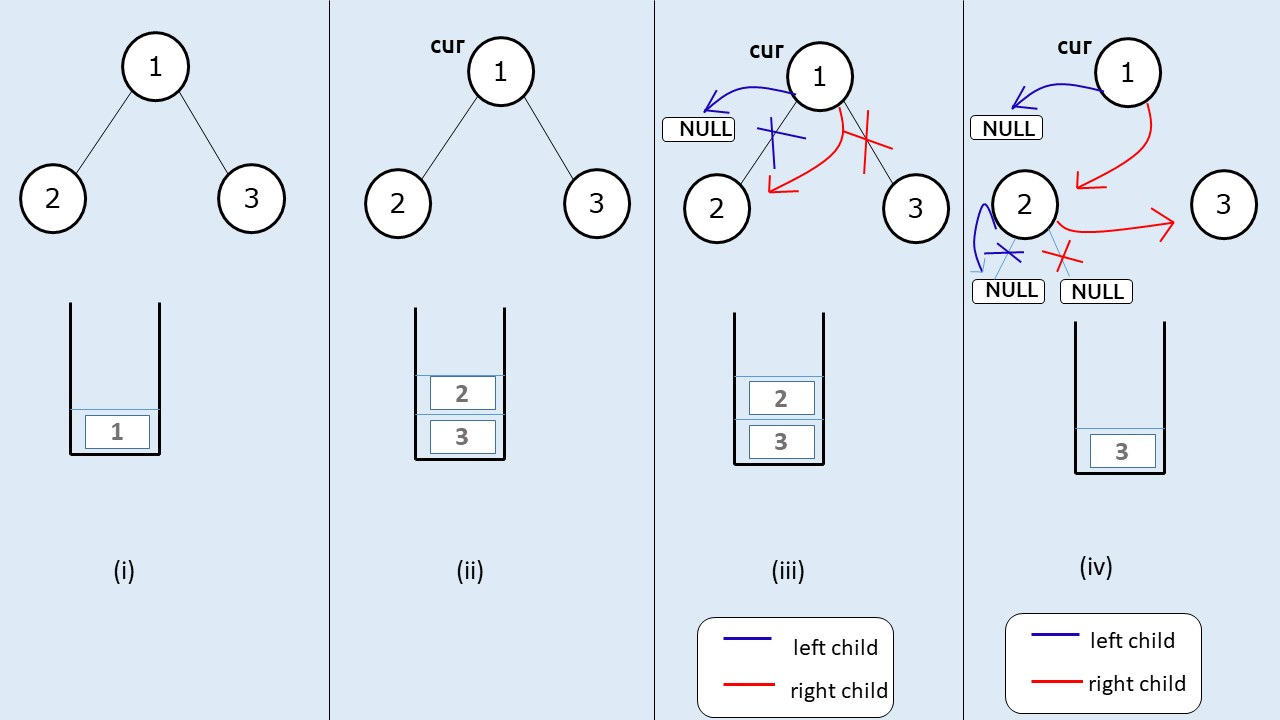 1
2
3
1
(i)
cur
1
2
3
2
3
(ii)
cur
1
NULL
2
3
2
3
(iii)
left child
right child
cur
1
NULL
2
3
NULL
NULL
3
(iv)
left child
right child